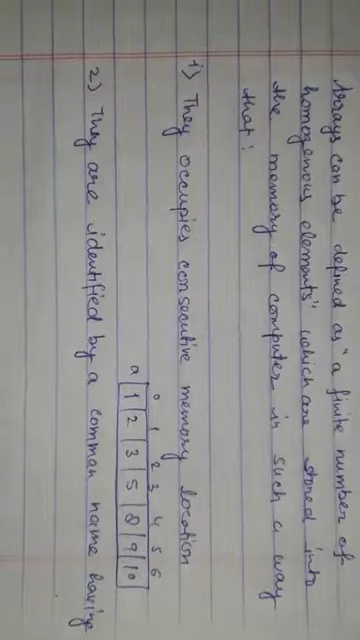 Arrays can be defined as "a finite number of
homogenous elements" which are stored into
the memory of computer in such a way
that:
1) They occupies consecutive memory location
0 1 2 3 4 5 6
a 1 2 3 5 8 9 10
2) They are identified by a comman name having